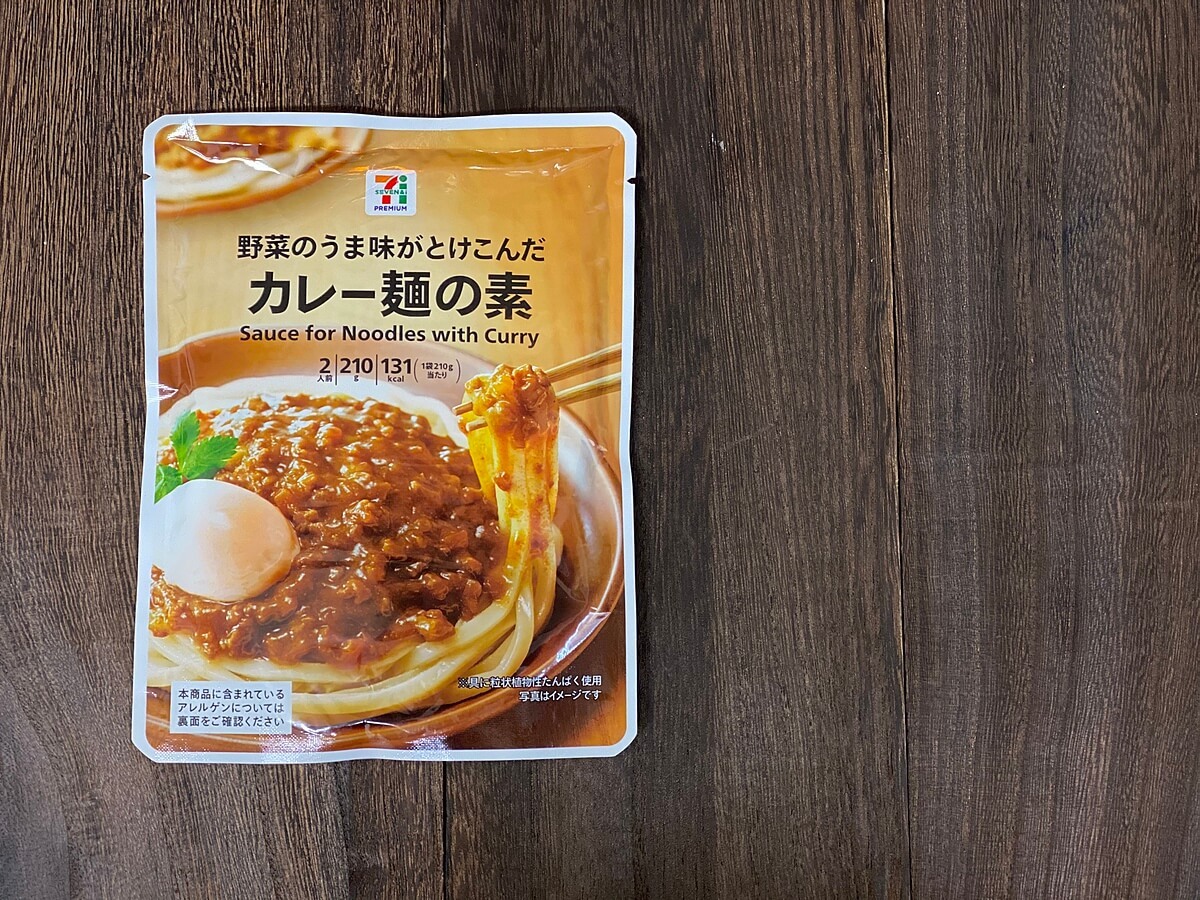 SEVEN&i
PREMIUM
野菜のうま味がとけこんだ
カレー麺の素
Sauce for Noodles with Curry
2人前 210g 131kcal (1袋210g当たり)
※具に粒状植物性たんぱく使用
写真はイメージです
本商品に含まれている
アレルゲンについては
裏面をご確認ください